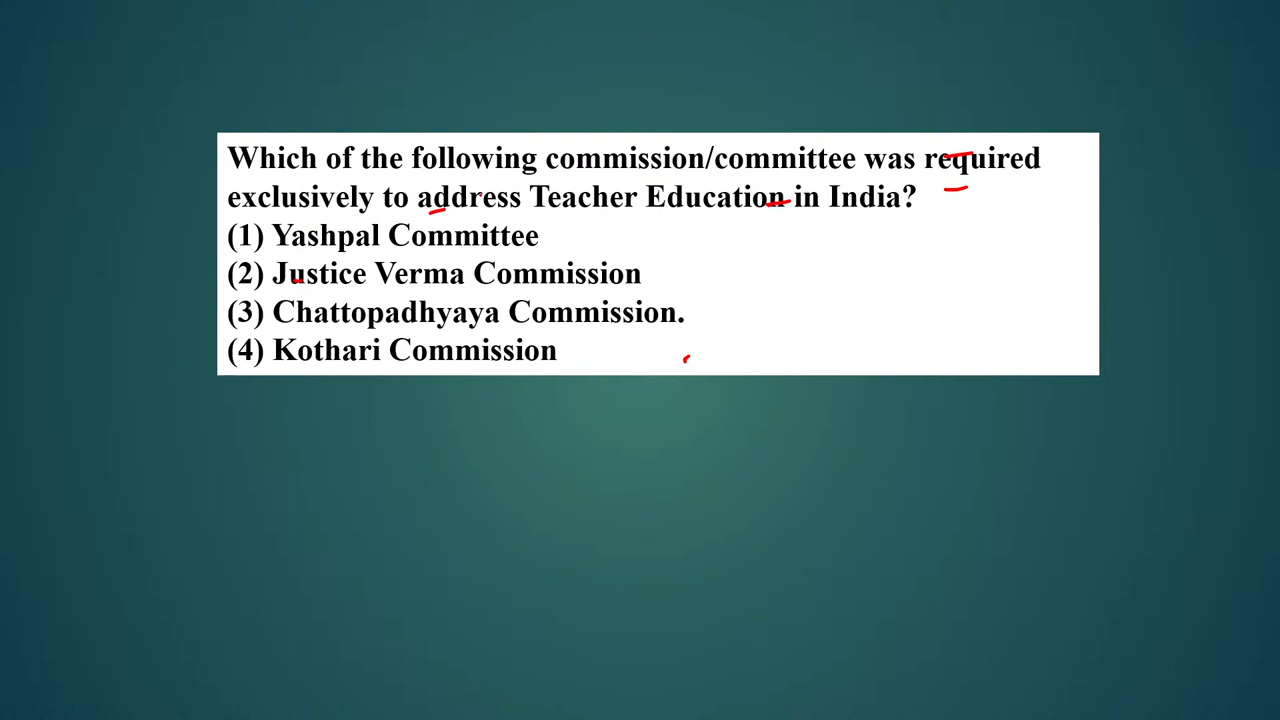 Which of the following commission/committee was required
exclusively to address Teacher Education in India?
(1) Yashpal Committee
(2) Justice Verma Commission
(3) Chattopadhyaya Commission.
(4) Kothari Commission